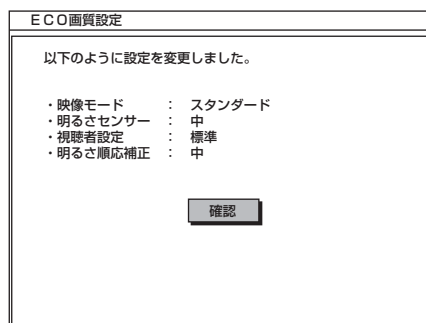 ECO画質設定
以下のように設定を変更しました。
・映像モード : スタンダード
・明るさセンサー : 中
・視聴者設定 : 標準
・明るさ順応補正 : 中
確認